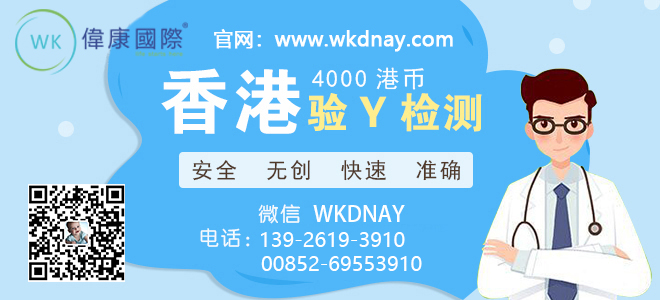 WK 偉康國際®
官网：www.wkdnay.com
香港
4000 港币
验 Y 检测
安全 无创 快速 准确
微信 WKDNAY
电话：139-2619-3910
00852-69553910